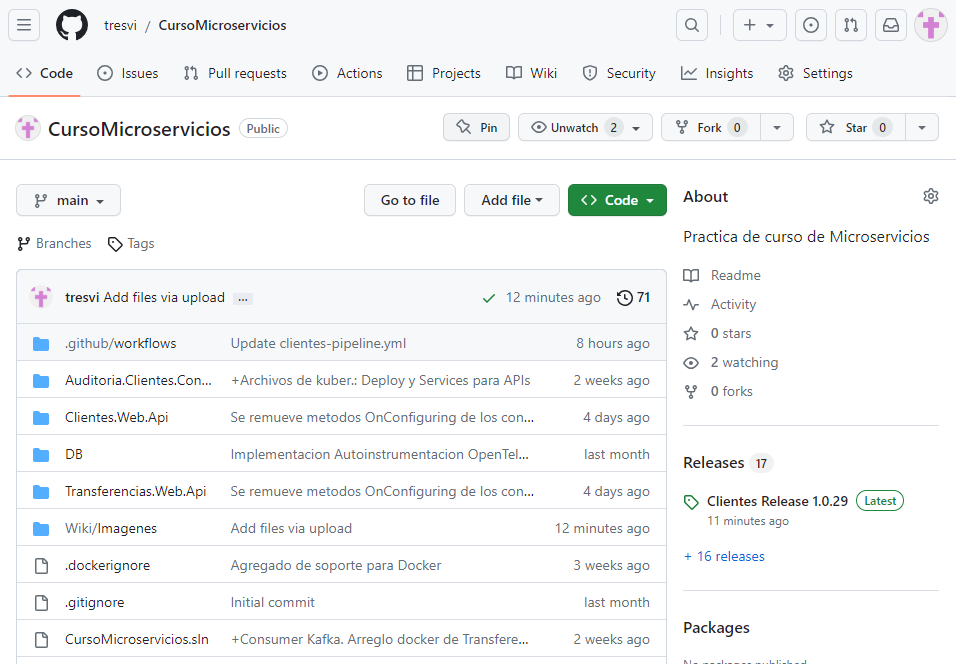 tresvi / CursoMicroservicios
Code Issues Pull requests Actions Projects Wiki Security Insights Settings
CursoMicroservicios Public
Pin Unwatch 2 Fork 0 Star 0
main Go to file Add file Code
Branches Tags
tresvi Add files via upload ... 12 minutes ago 71
.github/workflows Update clientes-pipeline.yml 8 hours ago
Auditoria.Clientes.Con... +Archivos de kuber.: Deploy y Services para APIs 2 weeks ago
Clientes.Web.Api Se remueve metodos OnConfiguring de los con... 4 days ago
DB Implementacion Autoinstrumentacion OpenTel... last month
Transferencias.Web.Api Se remueve metodos OnConfiguring de los con... 4 days ago
Wiki/Imagenes Add files via upload 12 minutes ago
.dockerignore Agregado de soporte para Docker 3 weeks ago
.gitignore Initial commit last month
CursoMicroservicios.sln +Consumer Kafka. Arreglo docker de Transfere... 2 weeks ago
About
Practica de curso de Microservicios
Readme
Activity
0 stars
2 watching
0 forks
Releases 17
Clientes Release 1.0.29 Latest
11 minutes ago
+ 16 releases
Packages
No packages published